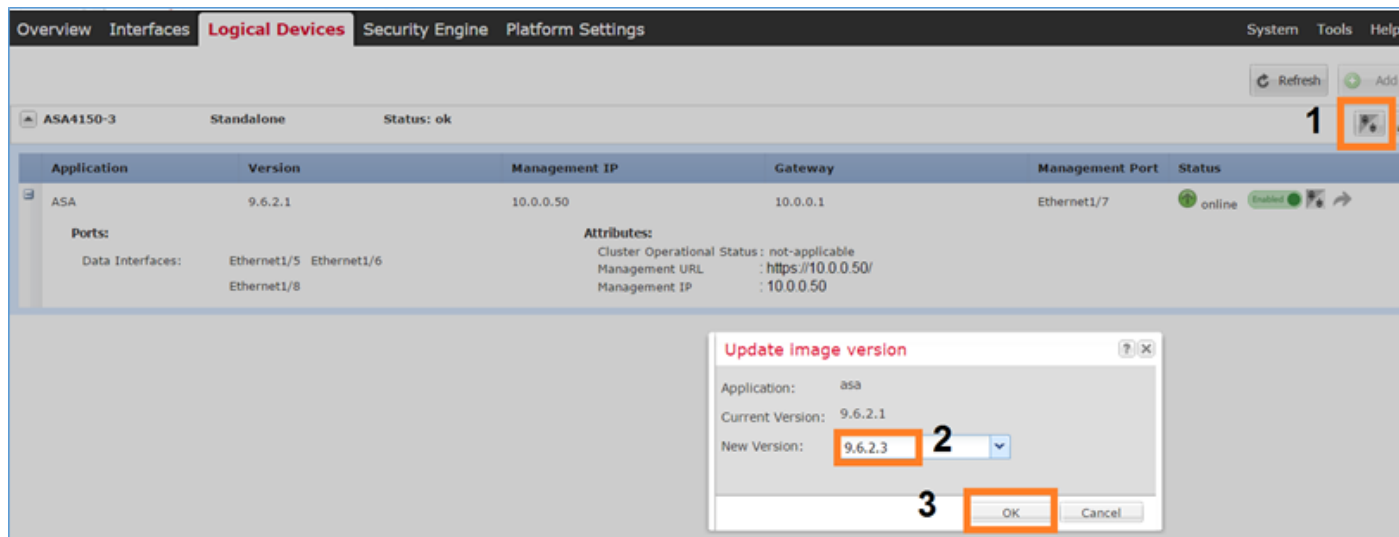 Overview Interfaces Logical Devices Security Engine Platform Settings System Tools Help
Refresh Add
ASA4150-3 Standalone Status: ok 1
Application Version Management IP Gateway Management Port Status
ASA 9.6.2.1 10.0.0.50 10.0.0.1 Ethernet1/7 online Enabled
Ports: Attributes:
Data Interfaces: Ethernet1/5 Ethernet1/6 Cluster Operational Status : not-applicable
Management URL : https://10.0.0.50/
Ethernet1/8 Management IP : 10.0.0.50
Update image version ?
Application: asa
Current Version: 9.6.2.1
New Version: 9.6.2.3 2
3 OK Cancel